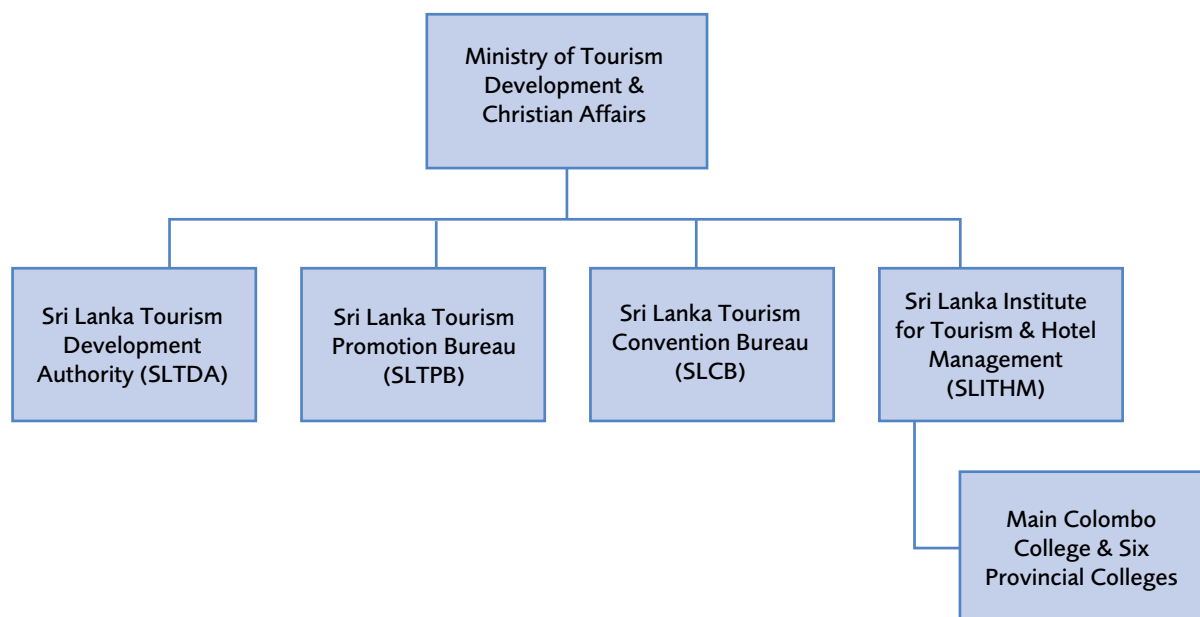 Ministry of Tourism
Development &
Christian Affairs
Sri Lanka Tourism
Development
Authority (SLTDA)
Sri Lanka Tourism
Promotion Bureau
(SLTPB)
Sri Lanka Tourism
Convention Bureau
(SLCB)
Sri Lanka Institute
for Tourism & Hotel
Management
(SLITHM)
Main Colombo
College & Six
Provincial Colleges